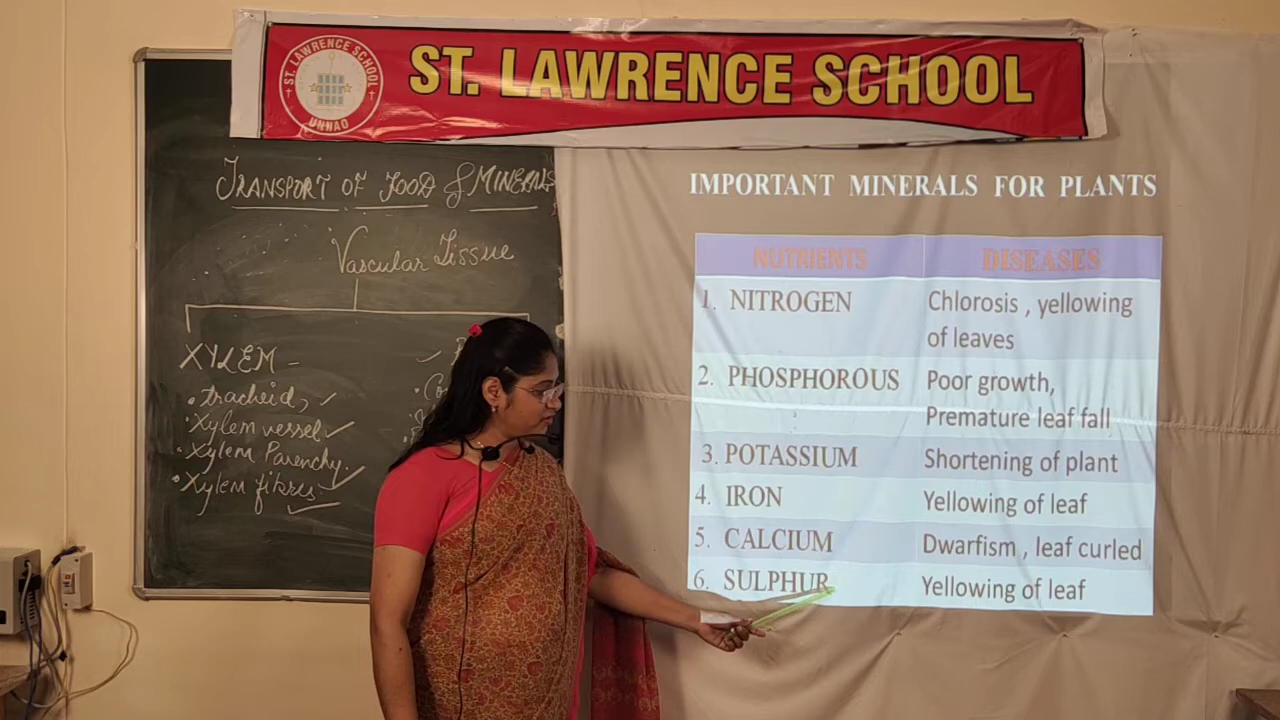 ST. LAWRENCE SCHOOL
ST. LAWRENCE SCHOOL
UNNAO
TRANSPORT OF FOOD & MINERALS
Vascular Tissue
XYLEM -
• tracheid,
• Xylem vessel
• Xylem Parenchy.
• Xylem fibres
IMPORTANT MINERALS FOR PLANTS
NUTRIENTS DISEASES
1. NITROGEN Chlorosis , yellowing
of leaves
2. PHOSPHOROUS Poor growth,
Premature leaf fall
3. POTASSIUM Shortening of plant
4. IRON Yellowing of leaf
5. CALCIUM Dwarfism , leaf curled
6. SULPHUR Yellowing of leaf